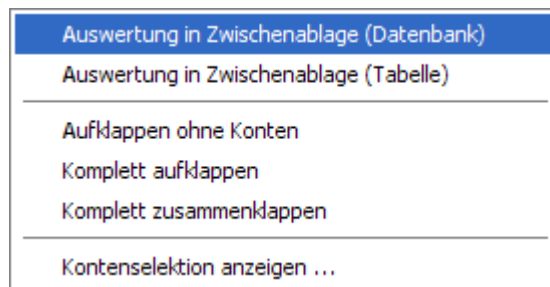 Auswertung in Zwischenablage (Datenbank)
Auswertung in Zwischenablage (Tabelle)
Aufklappen ohne Konten
Komplett aufklappen
Komplett zusammenklappen
Kontenselektion anzeigen ...